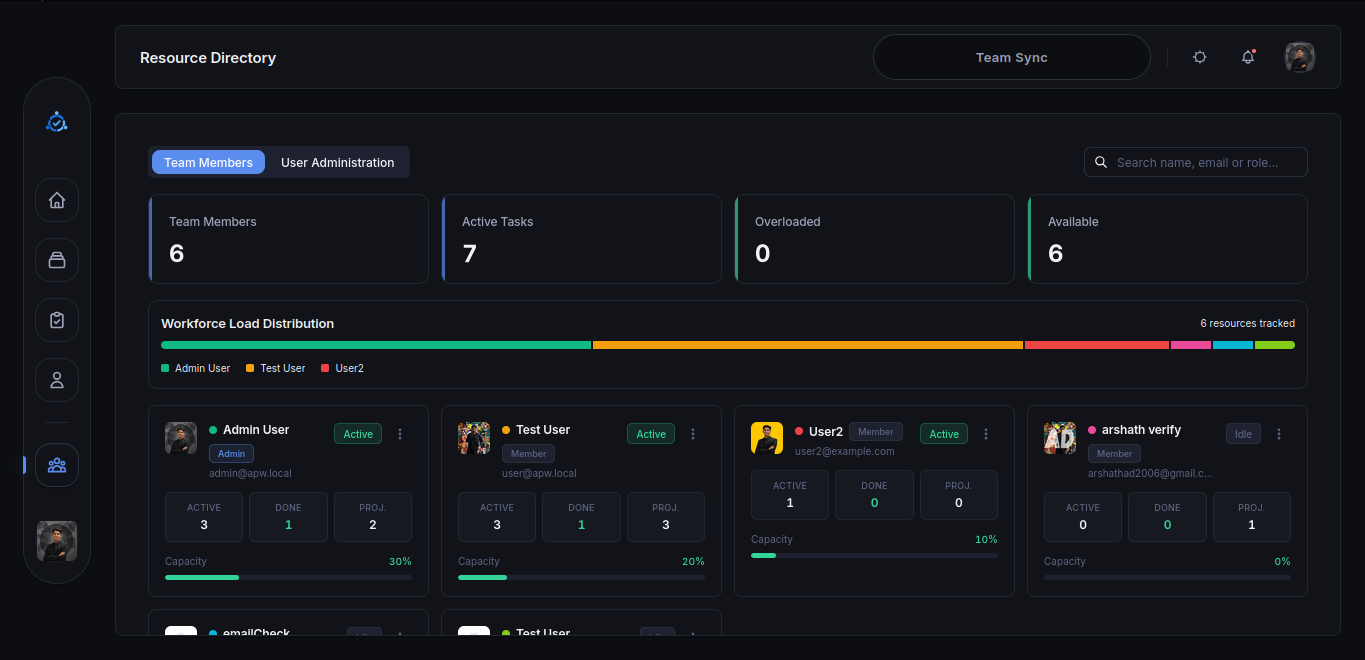 Resource Directory
Team Sync
Team Members
User Administration
Search name, email or role...
Team Members
6
Active Tasks
7
Overloaded
0
Available
6
Workforce Load Distribution
6 resources tracked
Admin User
Test User
User2
Admin User
Active
Admin
admin@apw.local
ACTIVE
3
DONE
1
PROJ.
2
Capacity
30%
Test User
Active
Member
user@apw.local
ACTIVE
3
DONE
1
PROJ.
3
Capacity
20%
User2
Member
Active
user2@example.com
ACTIVE
1
DONE
0
PROJ.
0
Capacity
10%
arshath verify
Idle
Member
arshathad2006@gmail.c...
ACTIVE
0
DONE
0
PROJ.
1
Capacity
0%
emailCheck
Test User